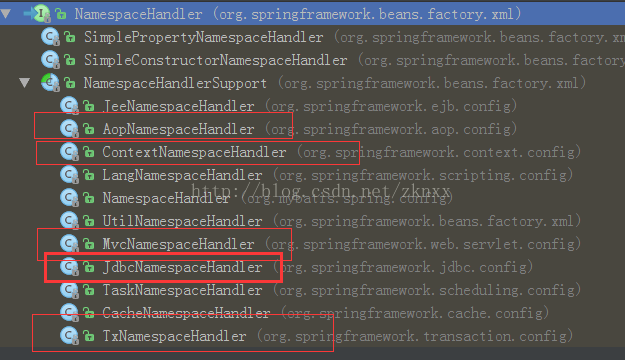 NamespaceHandler (org.springframework.beans.factory.xml)
SimplePropertyNamespaceHandler (org.springframework.beans.factory.xm
SimpleConstructorNamespaceHandler (org.springframework.beans.factory
NamespaceHandlerSupport (org.springframework.beans.factory.xml)
JeeNamespaceHandler (org.springframework.ejb.config)
AopNamespaceHandler (org.springframework.aop.config)
ContextNamespaceHandler (org.springframework.context.config)
LangNamespaceHandler (org.springframework.scripting.config)
http://blog.csdn.net/zknxx
NamespaceHandler (org.mybatis.spring.config)
UtilNamespaceHandler (org.springframework.beans.factory.xml)
MvcNamespaceHandler (org.springframework.web.servlet.config)
JdbcNamespaceHandler (org.springframework.jdbc.config)
TaskNamespaceHandler (org.springframework.scheduling.config)
CacheNamespaceHandler (org.springframework.cache.config)
TxNamespaceHandler (org.springframework.transaction.config)